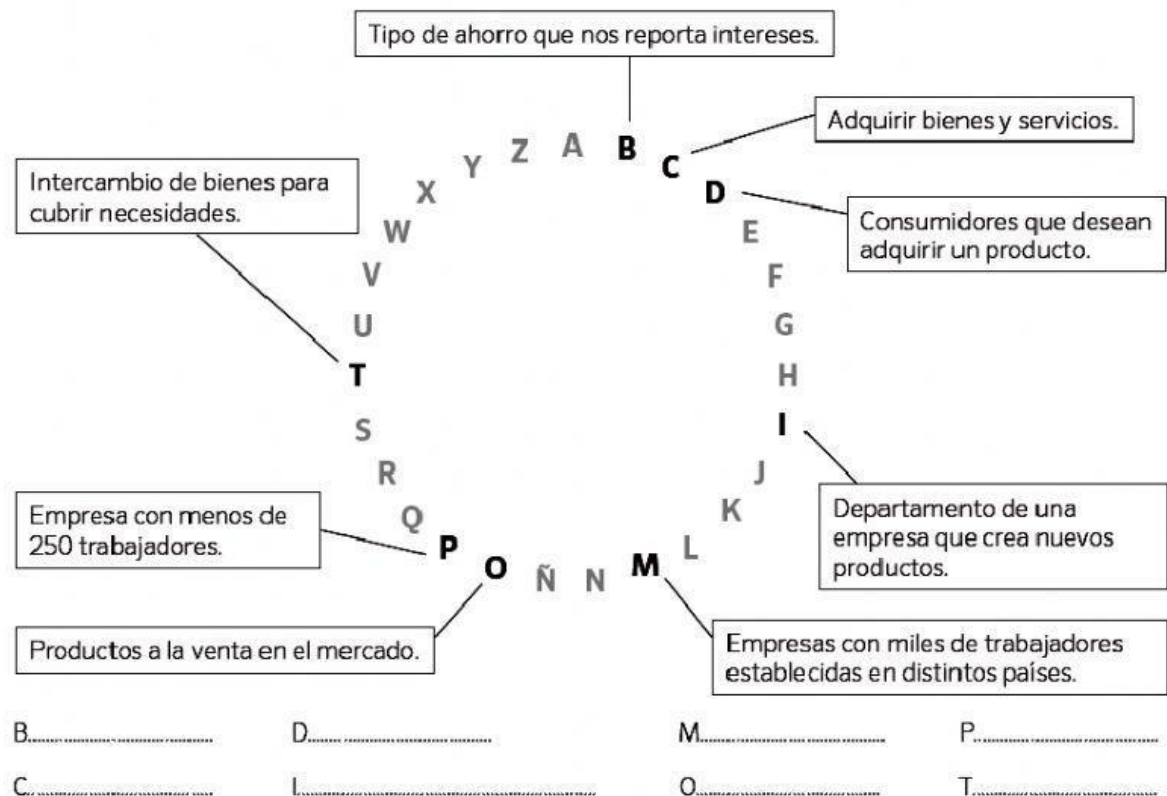 Tipo de ahorro que nos reporta intereses.
Adquirir bienes y servicios.
Consumidores que desean
adquirir un producto.
Intercambio de bienes para
cubrir necesidades.
A
B
C
D
E
F
G
H
I
J
K
L
M
N
Ñ
O
P
Q
R
S
T
U
V
W
X
Y
Z
Departamento de una
empresa que crea nuevos
productos.
Empresa con menos de
250 trabajadores.
Productos a la venta en el mercado.
Empresas con miles de trabajadores
establecidas en distintos países.
B........................ D........................ M........................ P........................
C........................ I........................ O........................ T........................